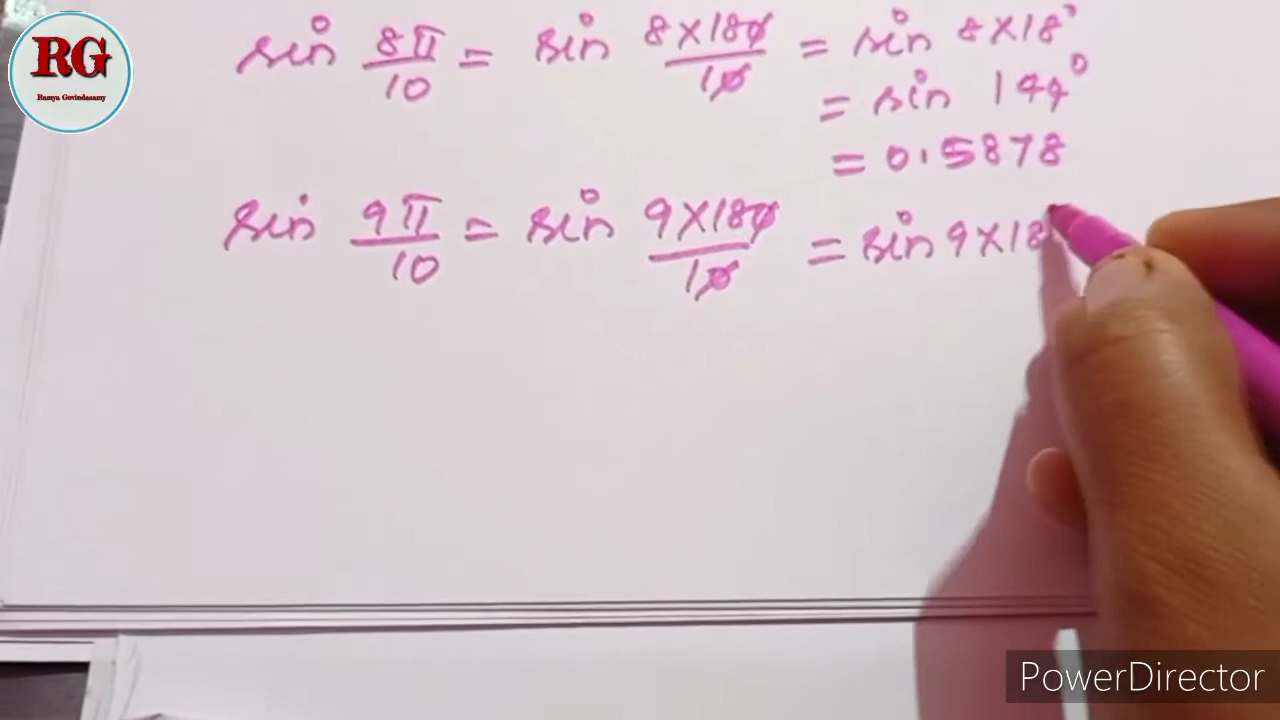 RG
Ramya Govindasamy
sin 8π/10 = sin 8×180/10 = sin 8×18°
= sin 144°
= 0.5878
sin 9π/10 = sin 9×180/10 = sin 9×18
PowerDirector